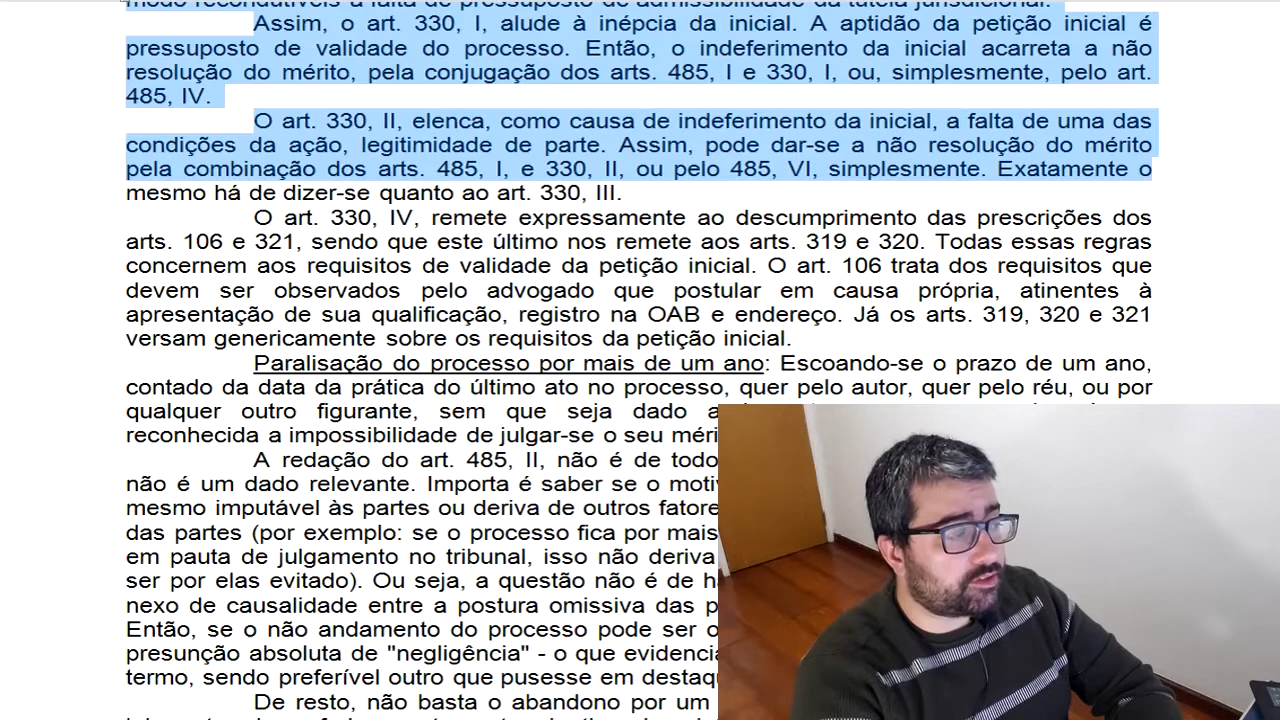 modo recondutíveis à falta de pressuposto de admissibilidade da tutela jurisdicional.
Assim, o art. 330, I, alude à inépcia da inicial. A aptidão da petição inicial é
pressuposto de validade do processo. Então, o indeferimento da inicial acarreta a não
resolução do mérito, pela conjugação dos arts. 485, I e 330, I, ou, simplesmente, pelo art.
485, IV.
O art. 330, II, elenca, como causa de indeferimento da inicial, a falta de uma das
condições da ação, legitimidade de parte. Assim, pode dar-se a não resolução do mérito
pela combinação dos arts. 485, I, e 330, II, ou pelo 485, VI, simplesmente. Exatamente o
mesmo há de dizer-se quanto ao art. 330, III.
O art. 330, IV, remete expressamente ao descumprimento das prescrições dos
arts. 106 e 321, sendo que este último nos remete aos arts. 319 e 320. Todas essas regras
concernem aos requisitos de validade da petição inicial. O art. 106 trata dos requisitos que
devem ser observados pelo advogado que postular em causa própria, atinentes à
apresentação de sua qualificação, registro na OAB e endereço. Já os arts. 319, 320 e 321
versam genericamente sobre os requisitos da petição inicial.
Paralisação do processo por mais de um ano: Escoando-se o prazo de um ano,
contado da data da prática do último ato no processo, quer pelo autor, quer pelo réu, ou por
qualquer outro figurante, sem que seja dado
reconhecida a impossibilidade de julgar-se o seu
A redação do art. 485, II, não é de todo
não é um dado relevante. Importa é saber se o
mesmo imputável às partes ou deriva de outros
das partes (por exemplo: se o processo fica por mais
em pauta de julgamento no tribunal, isso não deriva
ser por elas evitado). Ou seja, a questão não é de
nexo de causalidade entre a postura omissiva das
Então, se o não andamento do processo pode ser
presunção absoluta de "negligência" - o que
termo, sendo preferível outro que pusesse em
De resto, não basta o abandono por um